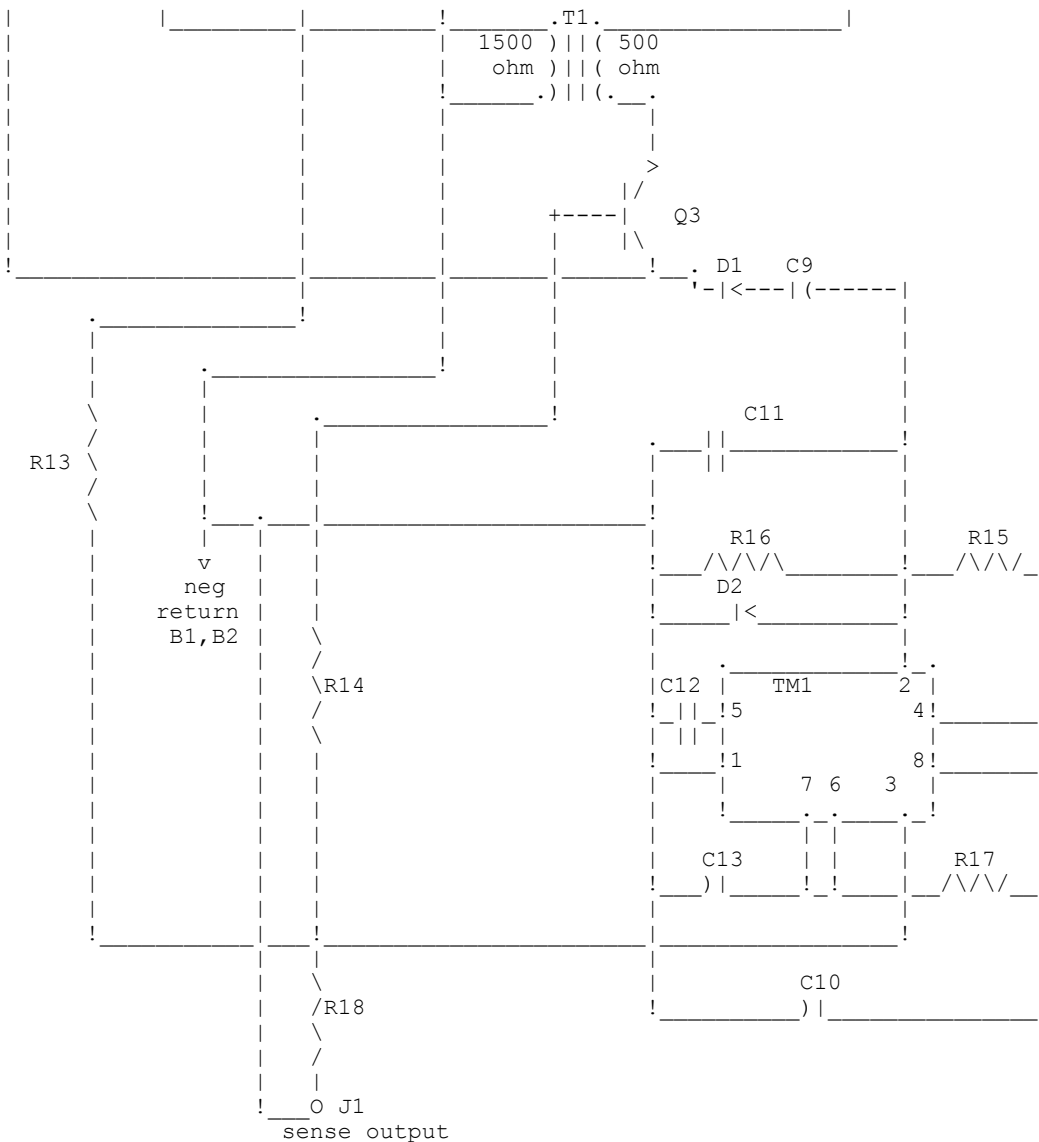 T1
1500 500
ohm ohm
Q3
D1 C9
C11
R13
R16 R15
v
neg
D2
return
B1,B2
R14 C12 TM1 2
5 4
1 8
7 6 3
C13 R17
C10
R18
O J1
sense output